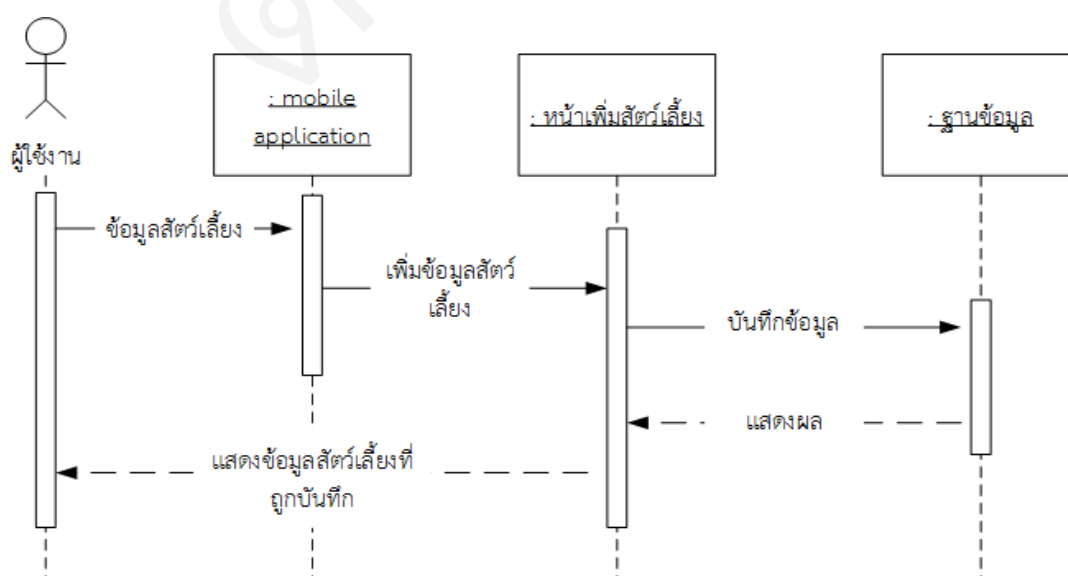 : mobile
application
: หน้าเพิ่มสัตว์เลี้ยง
: ฐานข้อมูล
ผู้ใช้งาน
ข้อมูลสัตว์เลี้ยง
เพิ่มข้อมูลสัตว์
เลี้ยง
บันทึกข้อมูล
แสดงผล
แสดงข้อมูลสัตว์เลี้ยงที่
ถูกบันทึก